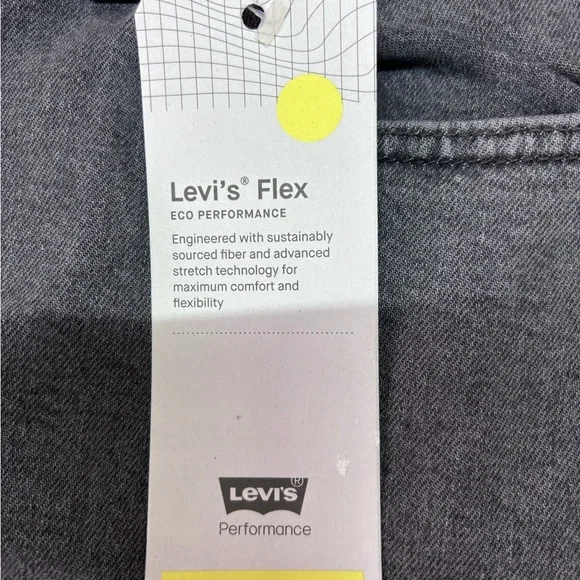 Levi's® Flex
ECO PERFORMANCE
Engineered with sustainably
sourced fiber and advanced
stretch technology for
maximum comfort and
flexibility
LEVI'S®
Performance